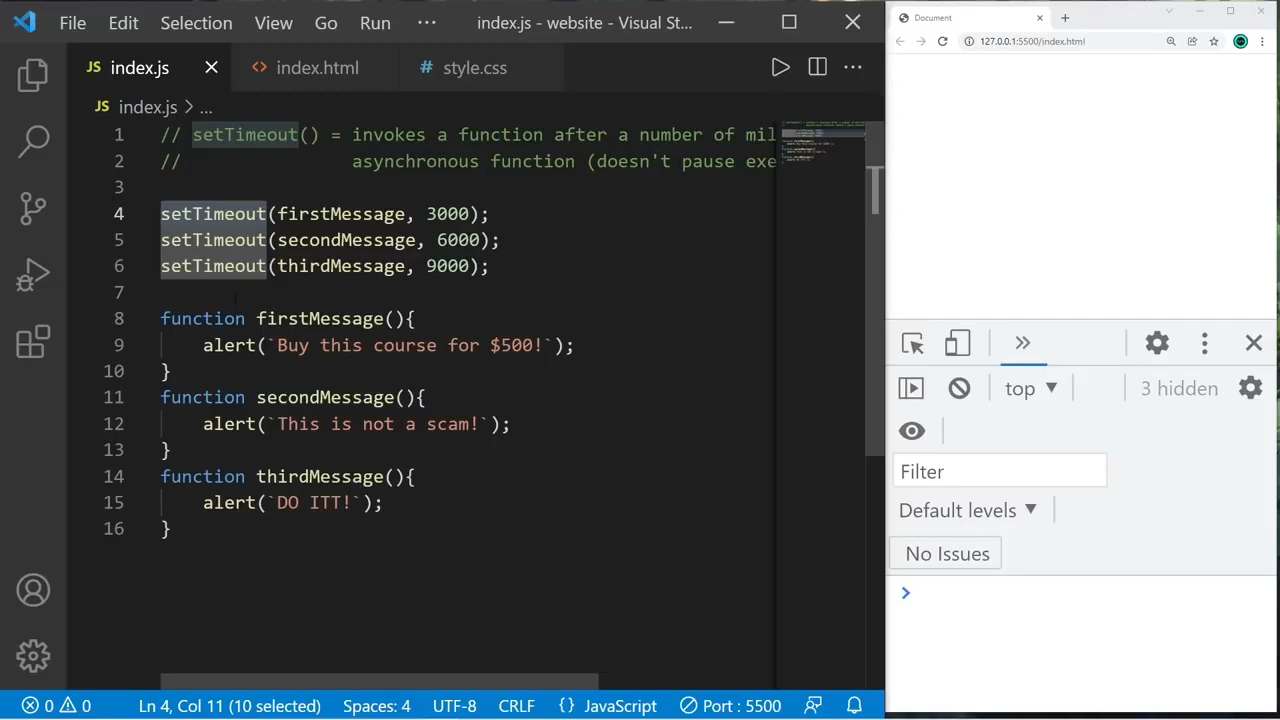 File Edit Selection View Go Run ... index.js - website - Visual St...
JS index.js index.html # style.css
JS index.js > ...
1 // setTimeout() = invokes a function after a number of mil
2 // asynchronous function (doesn't pause exe
3
4 setTimeout(firstMessage, 3000);
5 setTimeout(secondMessage, 6000);
6 setTimeout(thirdMessage, 9000);
7
8 function firstMessage(){
9 alert(`Buy this course for $500!`);
10 }
11 function secondMessage(){
12 alert(`This is not a scam!`);
13 }
14 function thirdMessage(){
15 alert(`DO ITT!`);
16 }
0 0 Ln 4, Col 11 (10 selected) Spaces: 4 UTF-8 CRLF {} JavaScript Port : 5500
Document
127.0.0.1:5500/index.html
top 3 hidden
Filter
Default levels
No Issues